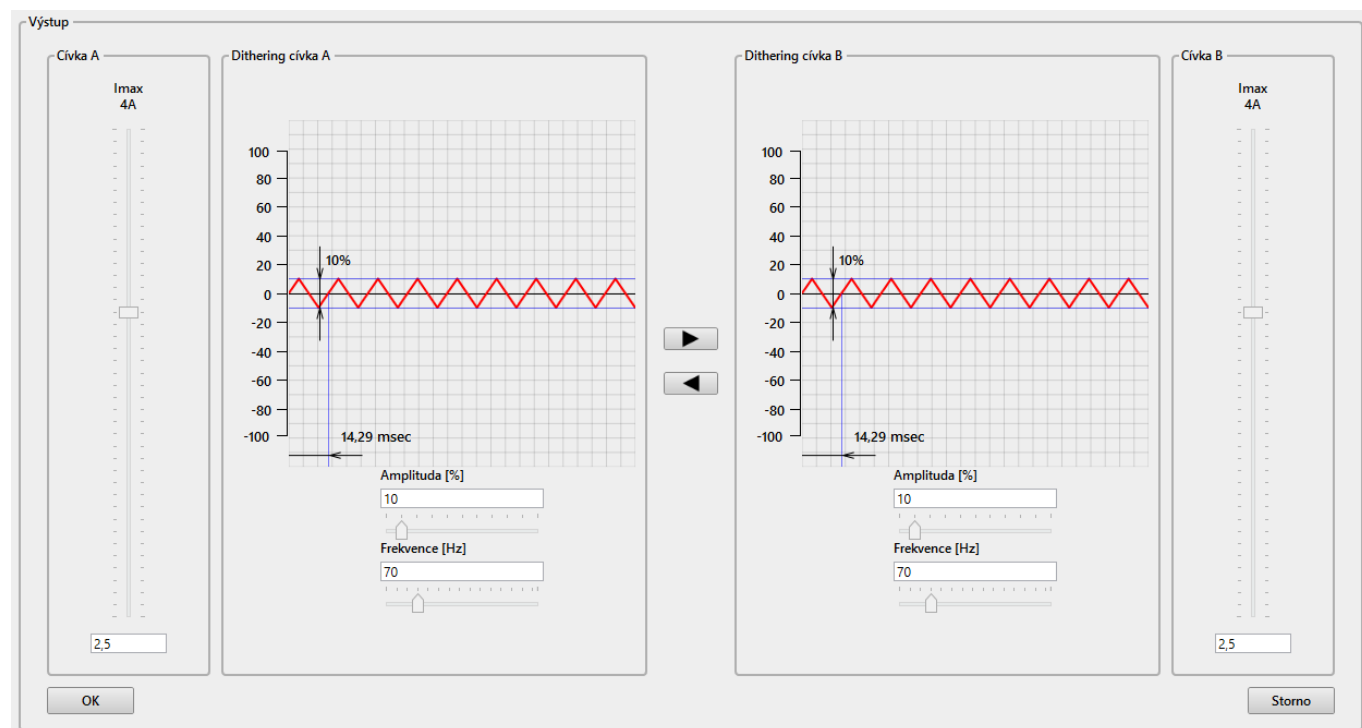 Výstup
Cívka A
Imax
4A
2,5
Dithering cívka A
100
80
60
40
20
0
-20
-40
-60
-80
-100
10%
14,29 msec
Amplituda [%]
10
Frekvence [Hz]
70
Dithering cívka B
100
80
60
40
20
0
-20
-40
-60
-80
-100
10%
14,29 msec
Amplituda [%]
10
Frekvence [Hz]
70
Cívka B
Imax
4A
2,5
OK
Storno